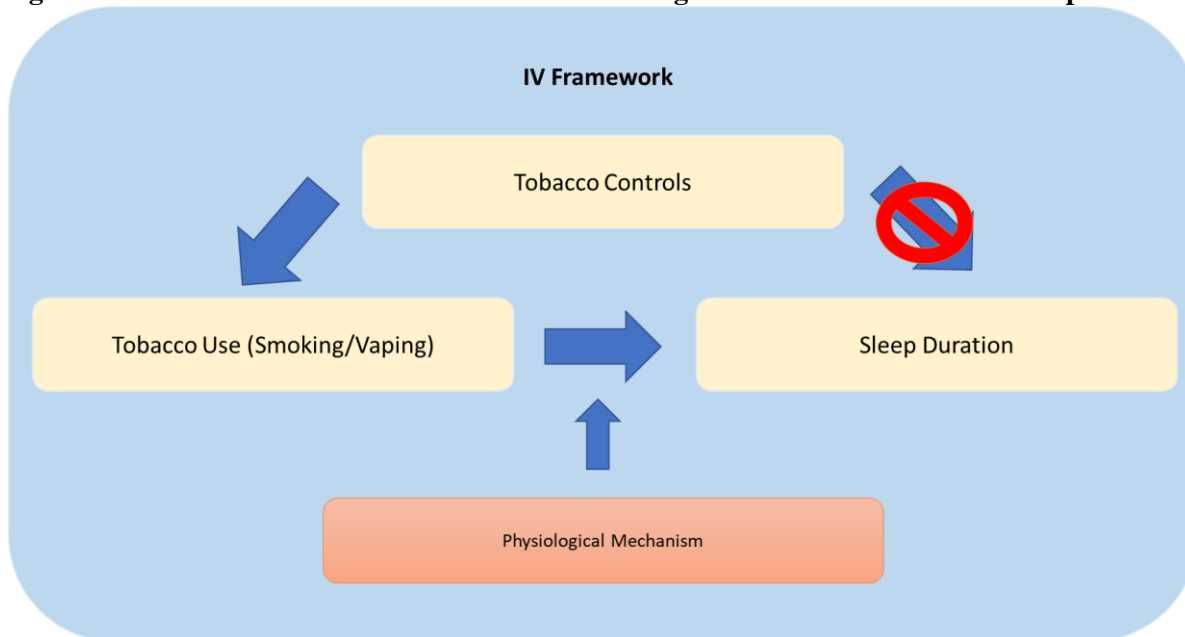 IV Framework
Tobacco Controls
Tobacco Use (Smoking/Vaping)
Sleep Duration
Physiological Mechanism